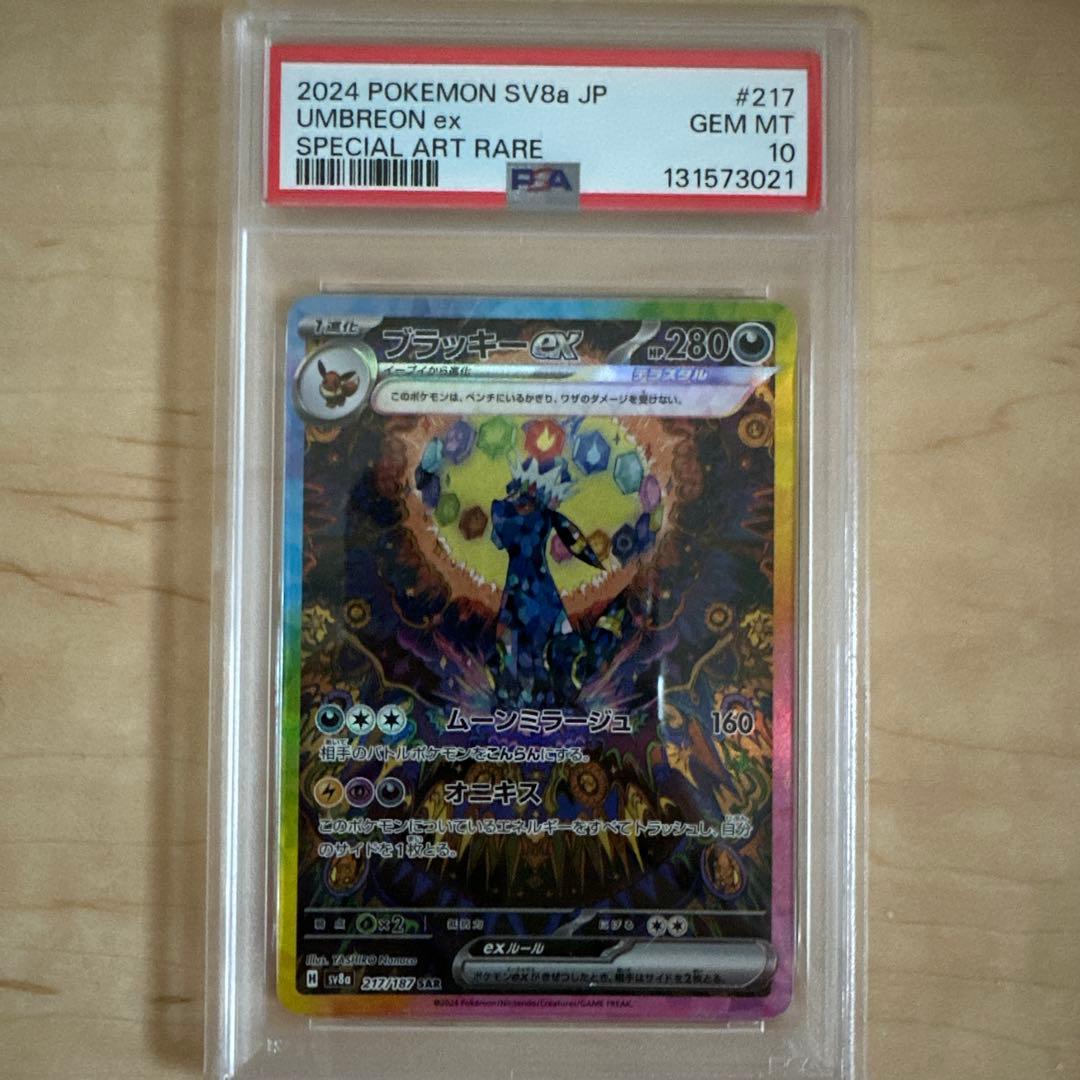 2024 POKEMON SV8a JP #217
UMBREON ex GEM MT
SPECIAL ART RARE 10
PSA 131573021
1進化 ブラッキーex HP280
イーブイから進化 テラスタル
このポケモンは、ベンチにいるかぎり、ワザのダメージを受けない。
ムーンミラージュ 160
相手のバトルポケモンをこんらんにする。
オニキス
このポケモンについているエネルギーをすべてトラッシュし、自分
のサイドを1枚とる。
弱点 ×2 抵抗力 にげる
exルール
ポケモンexがきぜつしたとき、相手はサイドを2枚とる。
Illus. YASHIRO Nanaco
H sv8a 217/187 SAR
©2024 Pokémon/Nintendo/Creatures/GAME FREAK.